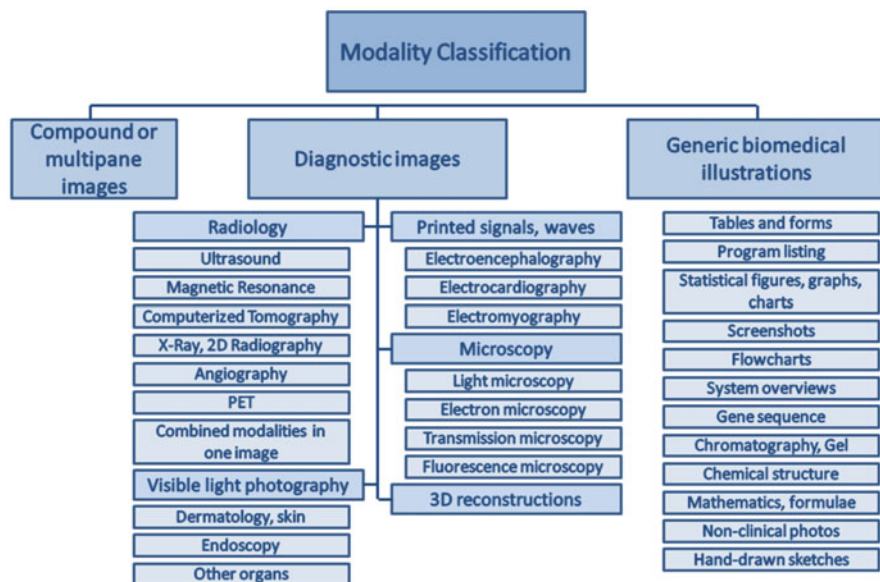 Modality Classification
Compound or
multipane
images
Diagnostic images
Generic biomedical
illustrations
Radiology
Ultrasound
Magnetic Resonance
Computerized Tomography
X-Ray, 2D Radiography
Angiography
PET
Combined modalities in
one image
Visible light photography
Dermatology, skin
Endoscopy
Other organs
Printed signals, waves
Electroencephalography
Electrocardiography
Electromyography
Microscopy
Light microscopy
Electron microscopy
Transmission microscopy
Fluorescence microscopy
3D reconstructions
Tables and forms
Program listing
Statistical figures, graphs,
charts
Screenshots
Flowcharts
System overviews
Gene sequence
Chromatography, Gel
Chemical structure
Mathematics, formulae
Non-clinical photos
Hand-drawn sketches